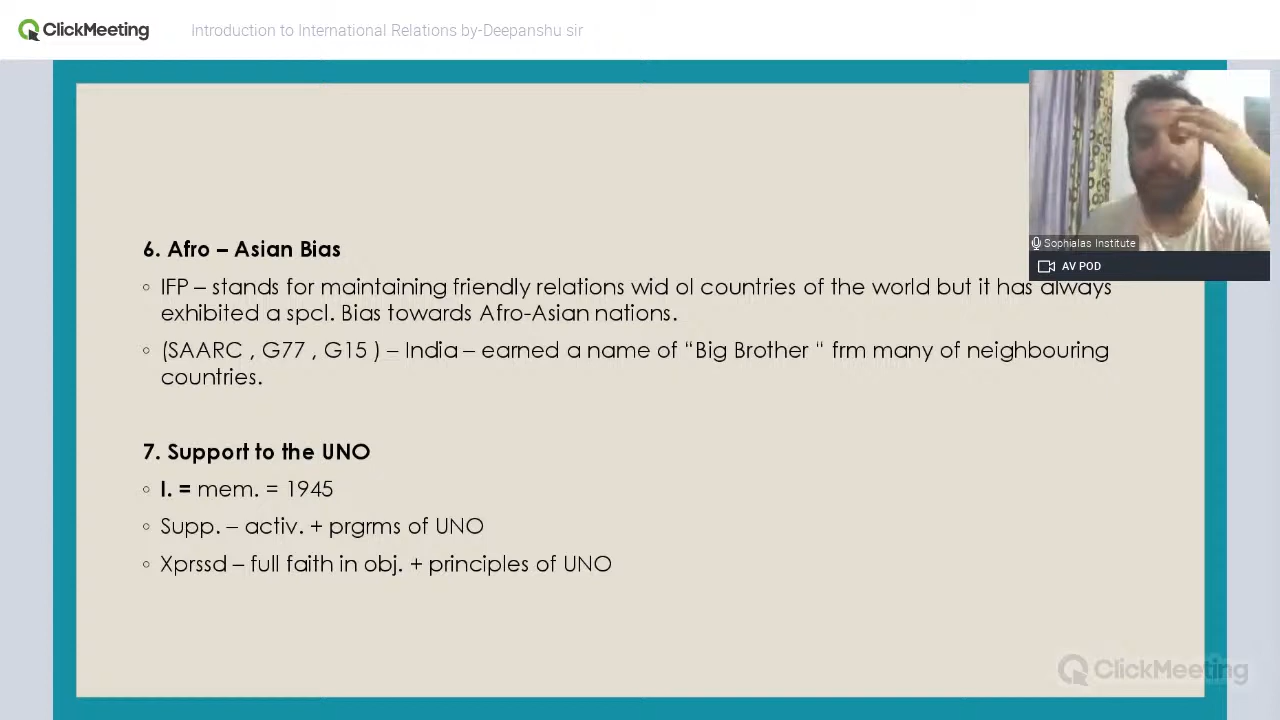 ClickMeeting
Introduction to International Relations by-Deepanshu sir
6. Afro – Asian Bias
◦ IFP – stands for maintaining friendly relations wid ol countries of the world but it has always
exhibited a spcl. Bias towards Afro-Asian nations.
◦ (SAARC , G77 , G15 ) – India – earned a name of “Big Brother “ frm many of neighbouring
countries.
7. Support to the UNO
◦ I. = mem. = 1945
◦ Supp. – activ. + prgrms of UNO
◦ Xprssd – full faith in obj. + principles of UNO
Sophialas Institute
AV POD
ClickMeeting